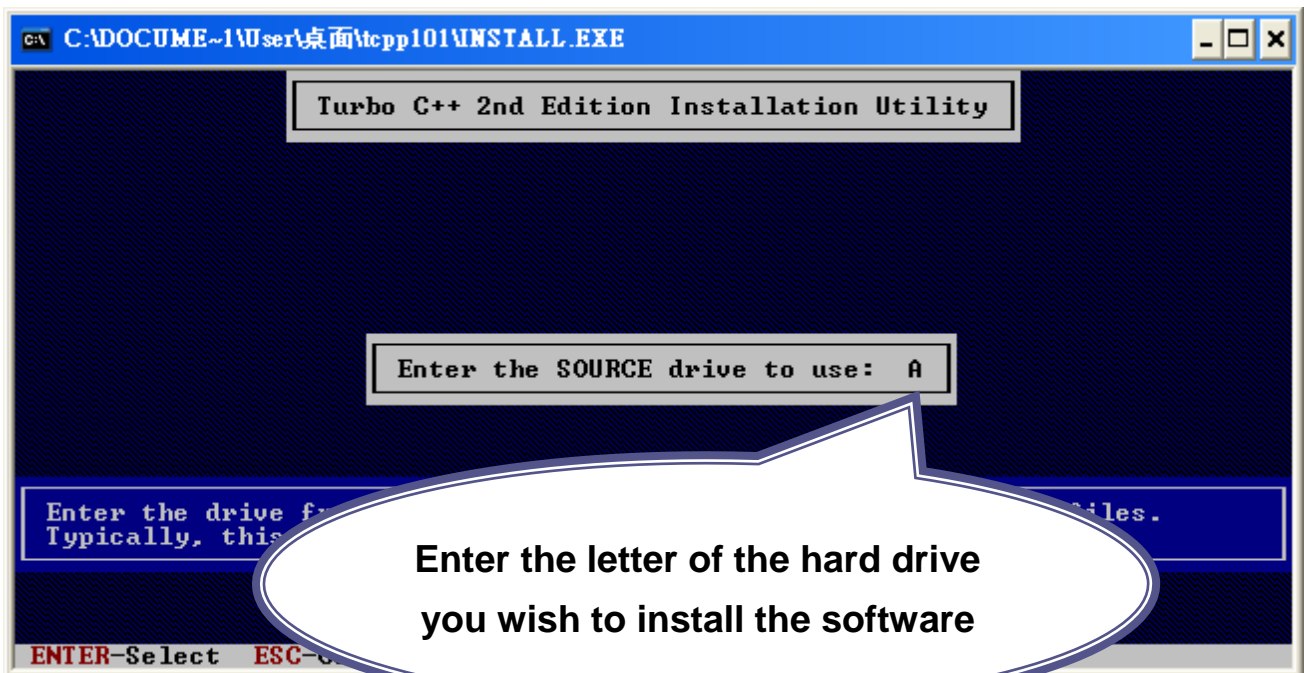 C:\DOCUME~1\User\桌面\tcpp101\INSTALL.EXE
Turbo C++ 2nd Edition Installation Utility
Enter the SOURCE drive to use: A
Enter the drive
Typically, this
Enter the letter of the hard drive
you wish to install the software
ENTER-Select ESC-